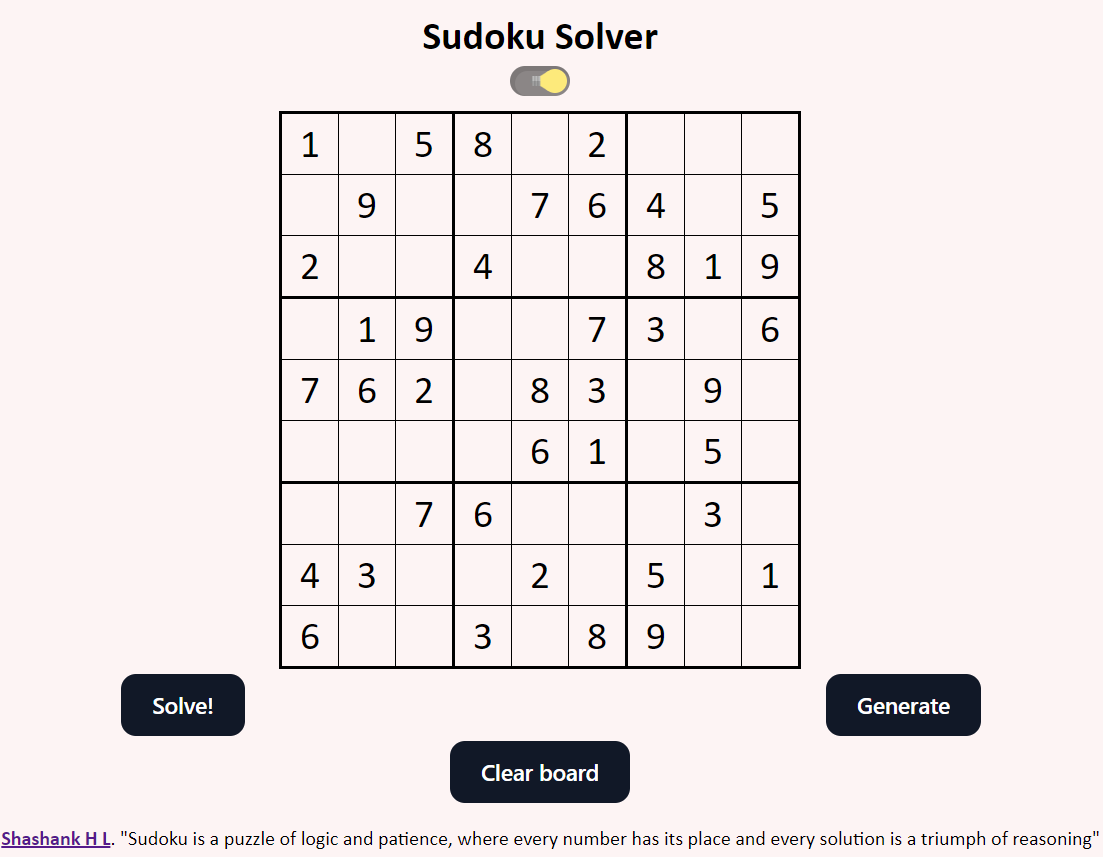 Sudoku Solver
1 5 8 2
9 7 6 4 5
2 4 8 1 9
1 9 7 3 6
7 6 2 8 3 9
6 1 5
7 6 3
4 3 2 5 1
6 3 8 9
Solve! Generate
Clear board
Shashank H L. "Sudoku is a puzzle of logic and patience, where every number has its place and every solution is a triumph of reasoning"